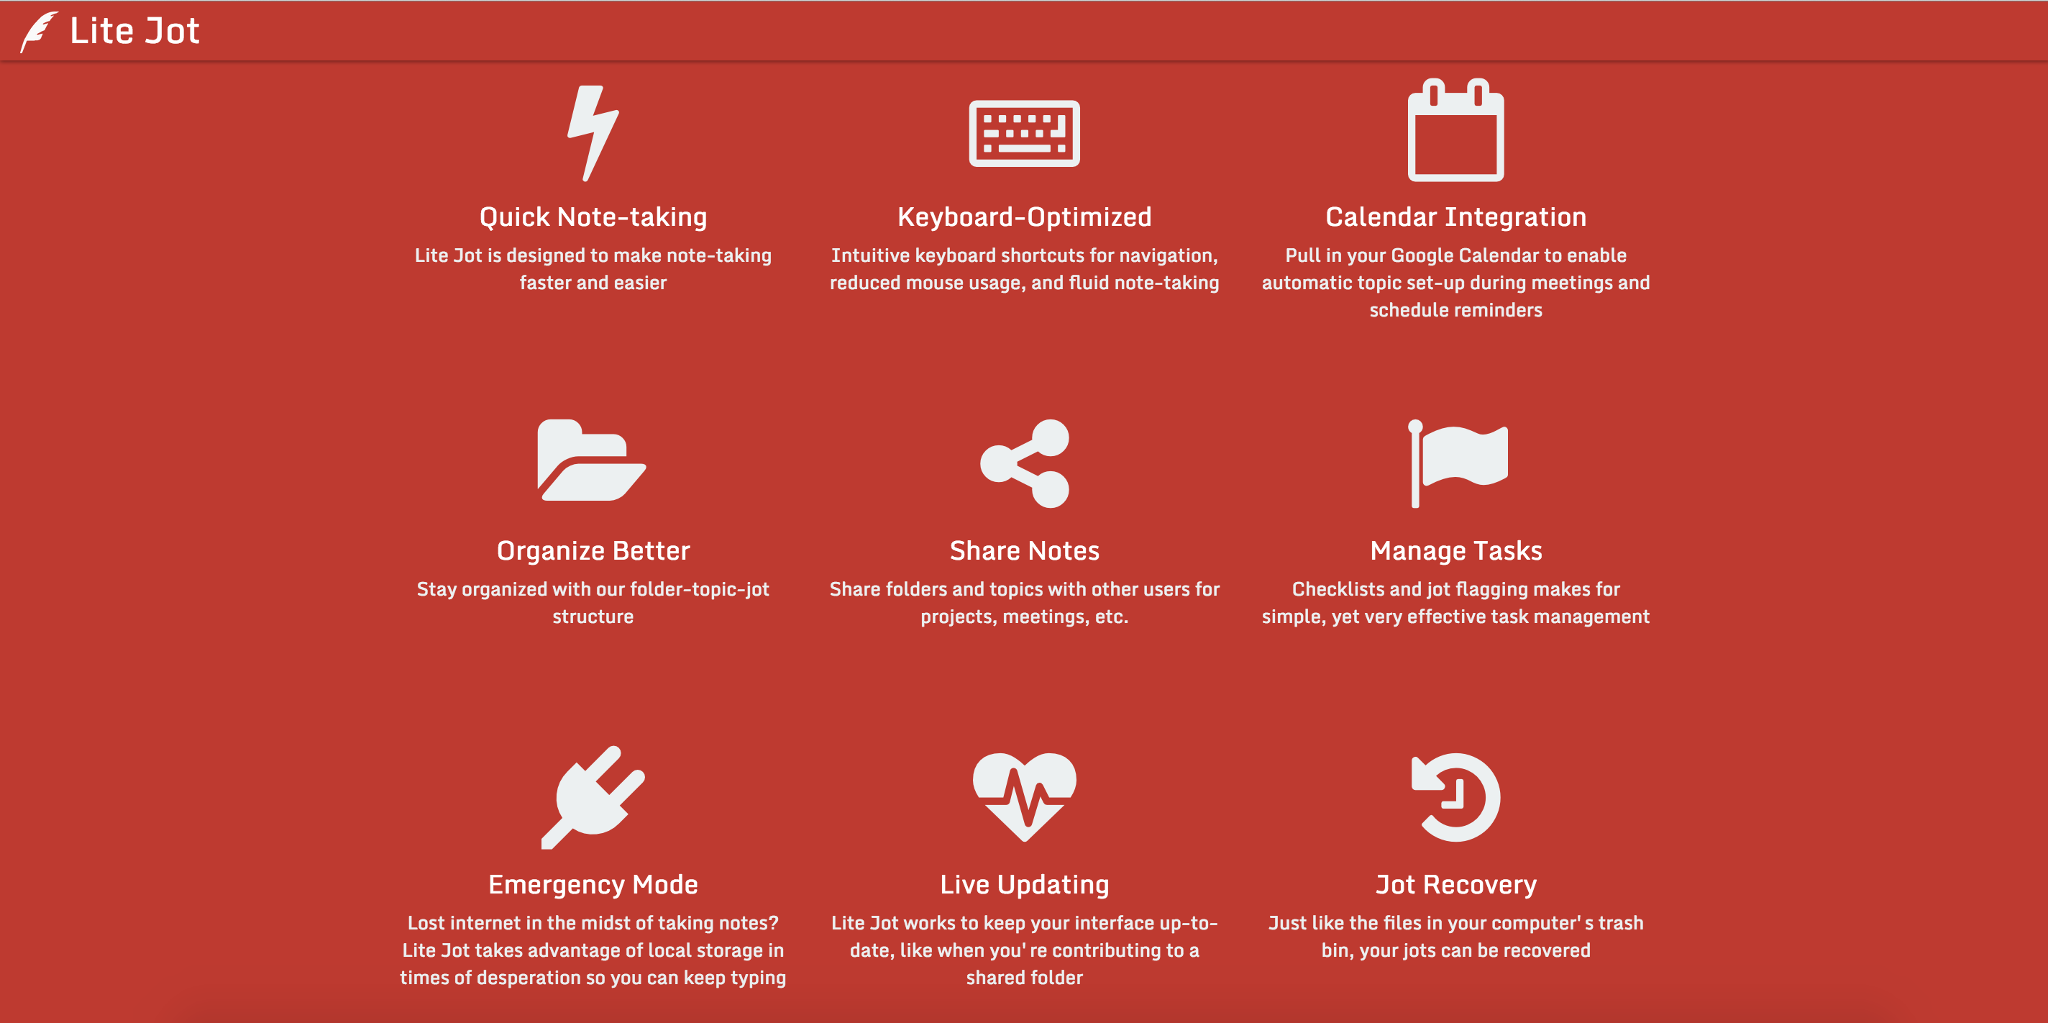 Lite Jot
Quick Note-taking
Lite Jot is designed to make note-taking
faster and easier
Keyboard-Optimized
Intuitive keyboard shortcuts for navigation,
reduced mouse usage, and fluid note-taking
Calendar Integration
Pull in your Google Calendar to enable
automatic topic set-up during meetings and
schedule reminders
Organize Better
Stay organized with our folder-topic-jot
structure
Share Notes
Share folders and topics with other users for
projects, meetings, etc.
Manage Tasks
Checklists and jot flagging makes for
simple, yet very effective task management
Emergency Mode
Lost internet in the midst of taking notes?
Lite Jot takes advantage of local storage in
times of desperation so you can keep typing
Live Updating
Lite Jot works to keep your interface up-to-
date, like when you're contributing to a
shared folder
Jot Recovery
Just like the files in your computer's trash
bin, your jots can be recovered